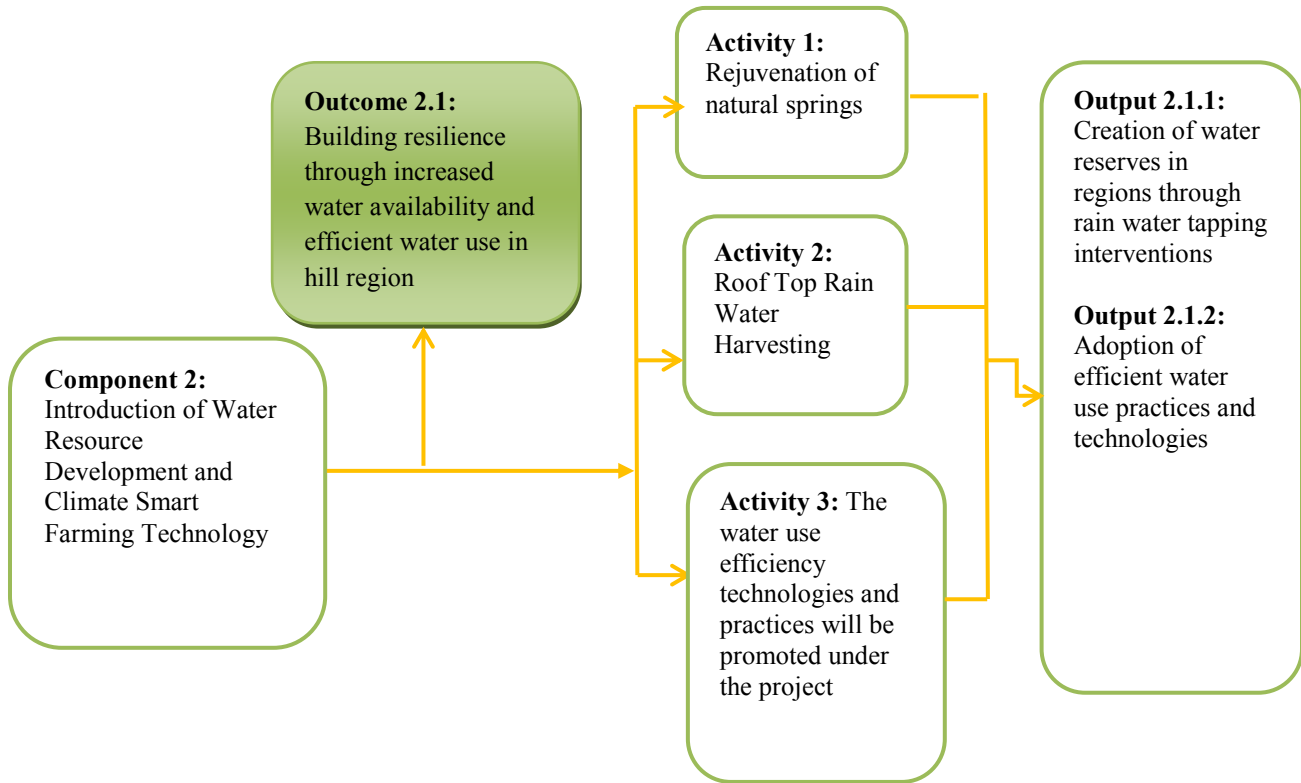 Component 2:
Introduction of Water
Resource
Development and
Climate Smart
Farming Technology
Outcome 2.1:
Building resilience
through increased
water availability and
efficient water use in
hill region
Activity 1:
Rejuvenation of
natural springs
Activity 2:
Roof Top Rain
Water
Harvesting
Activity 3: The
water use
efficiency
technologies and
practices will be
promoted under
the project
Output 2.1.1:
Creation of water
reserves in
regions through
rain water tapping
interventions
Output 2.1.2:
Adoption of
efficient water
use practices and
technologies